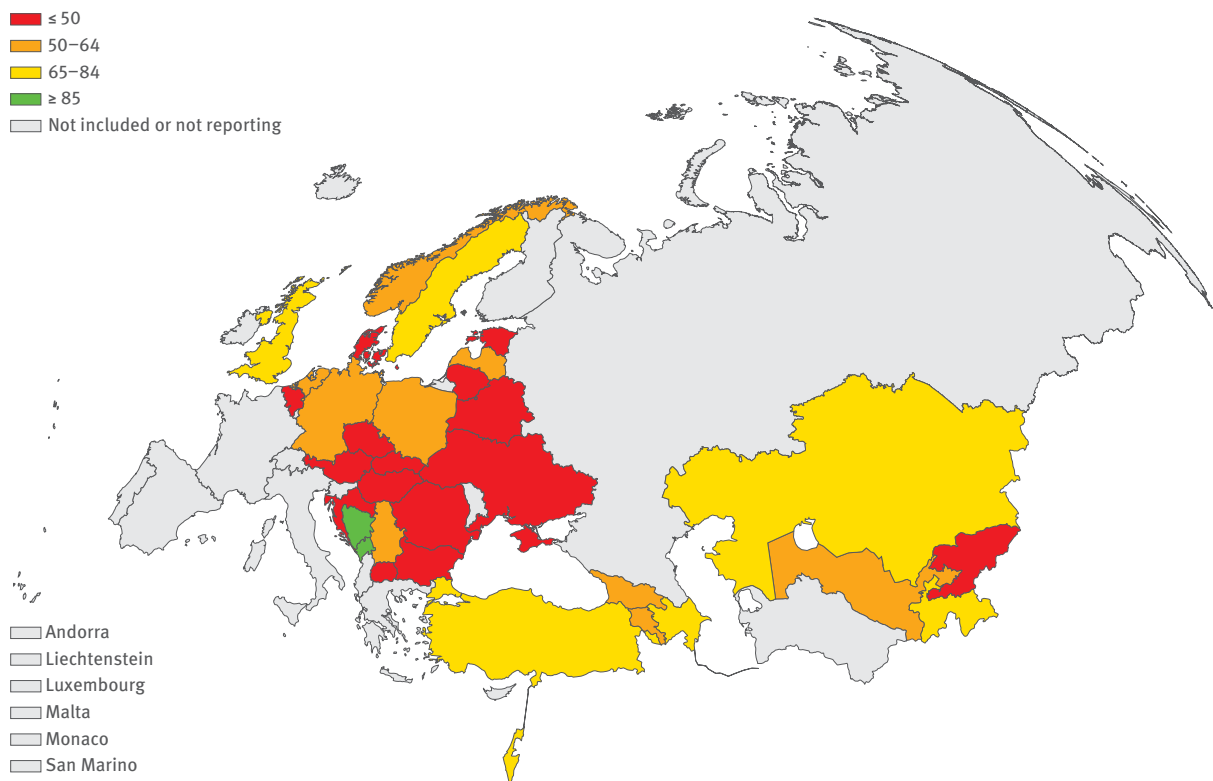 ≤ 50
50–64
65–84
≥ 85
Not included or not reporting
Andorra
Liechtenstein
Luxembourg
Malta
Monaco
San Marino